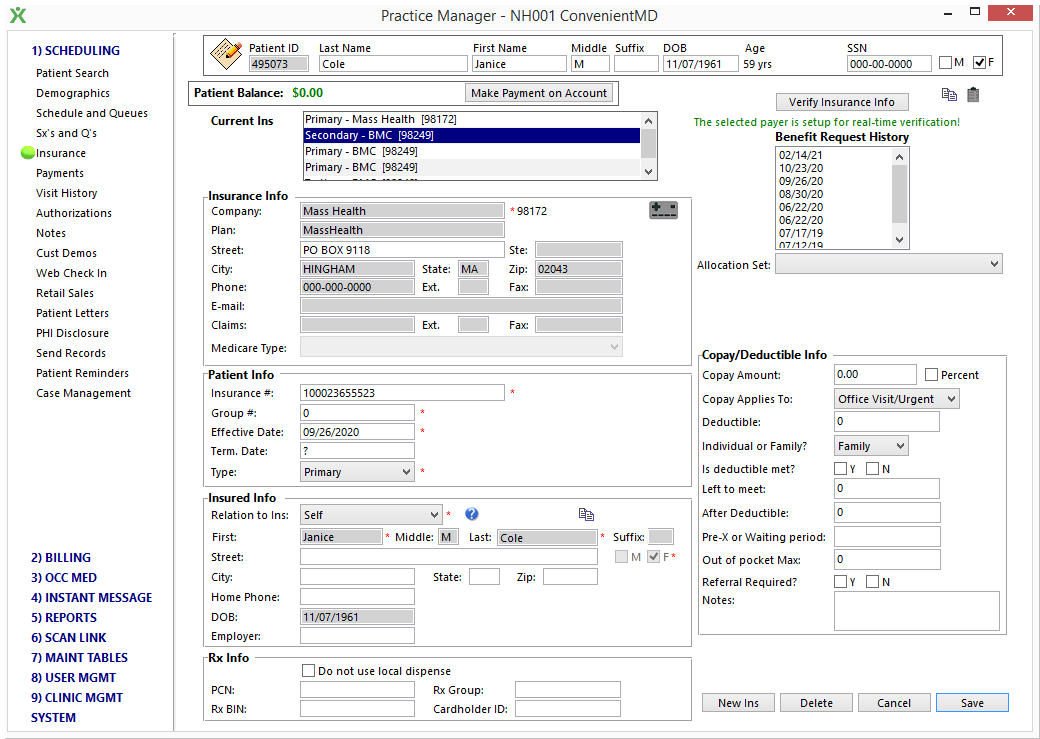 Practice Manager - NH001 ConvenientMD
1) SCHEDULING
Patient Search
Demographics
Schedule and Queues
Sx's and Q's
Insurance
Payments
Visit History
Authorizations
Notes
Cust Demos
Web Check In
Retail Sales
Patient Letters
PHI Disclosure
Send Records
Patient Reminders
Case Management
2) BILLING
3) OCC MED
4) INSTANT MESSAGE
5) REPORTS
6) SCAN LINK
7) MAINT TABLES
8) USER MGMT
9) CLINIC MGMT
SYSTEM
Patient ID Last Name First Name Middle Suffix DOB Age SSN
495073 Cole Janice M 11/07/1961 59 yrs 000-00-0000 M F
Patient Balance: $0.00 Make Payment on Account
Current Ins
Primary - Mass Health [98172]
Secondary - BMC [98249]
Primary - BMC [98249]
Primary - BMC [98249]
Verify Insurance Info
The selected payer is setup for real-time verification!
Benefit Request History
02/14/21
10/23/20
09/26/20
08/30/20
06/22/20
06/22/20
07/17/19
07/12/19
Allocation Set:
Insurance Info
Company: Mass Health * 98172
Plan: MassHealth
Street: PO BOX 9118 Ste:
City: HINGHAM State: MA Zip: 02043
Phone: 000-000-0000 Ext. Fax:
E-mail:
Claims: Ext. Fax:
Medicare Type:
Patient Info
Insurance #: 100023655523 *
Group #: 0 *
Effective Date: 09/26/2020 *
Term. Date: ?
Type: Primary *
Insured Info
Relation to Ins: Self * ?
First: Janice * Middle: M Last: Cole * Suffix:
Street: M F *
City: State: Zip:
Home Phone:
DOB: 11/07/1961
Employer:
Rx Info
Do not use local dispense
PCN: Rx Group:
Rx BIN: Cardholder ID:
Copay/Deductible Info
Copay Amount: 0.00 Percent
Copay Applies To: Office Visit/Urgent
Deductible: 0
Individual or Family? Family
Is deductible met? Y N
Left to meet: 0
After Deductible: 0
Pre-X or Waiting period:
Out of pocket Max: 0
Referral Required? Y N
Notes:
New Ins Delete Cancel Save